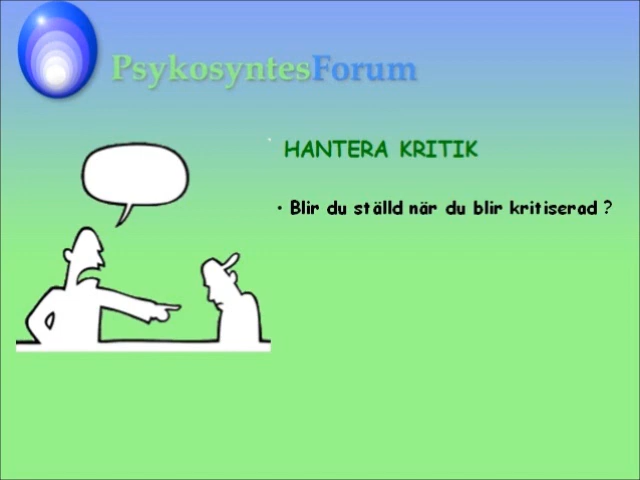 PsykosyntesForum
HANTERA KRITIK
• Blir du ställd när du blir kritiserad ?